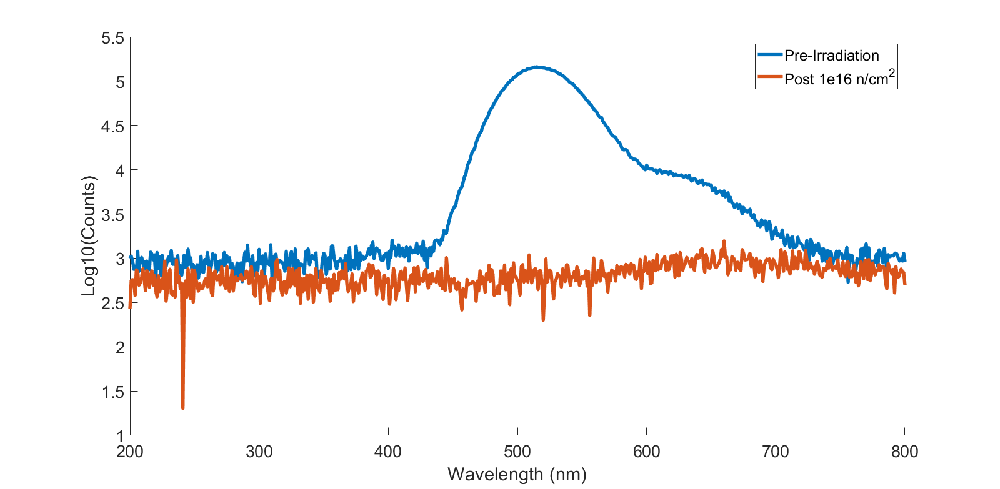 5.5
5
4.5
4
3.5
3
2.5
2
1.5
1
Log10(Counts)
200 300 400 500 600 700 800
Wavelength (nm)
Pre-Irradiation
Post 1e16 n/cm²